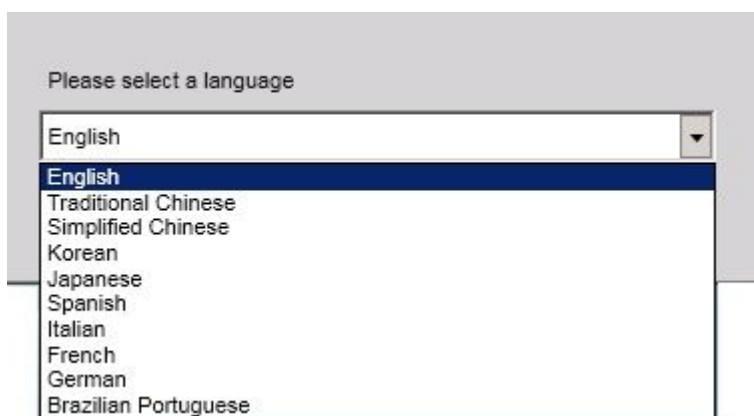 Please select a language
English
English
Traditional Chinese
Simplified Chinese
Korean
Japanese
Spanish
Italian
French
German
Brazilian Portuguese